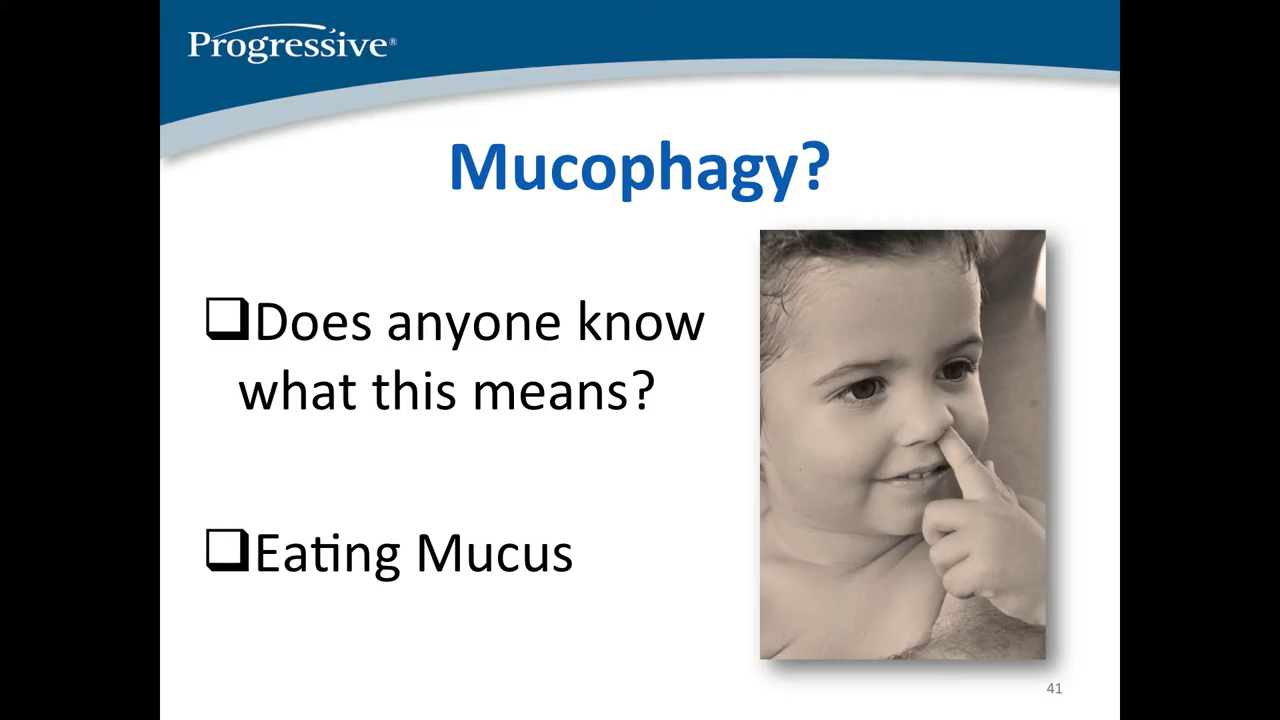 Progressive®
Mucophagy?
❑Does anyone know
what this means?
❑Eating Mucus
41